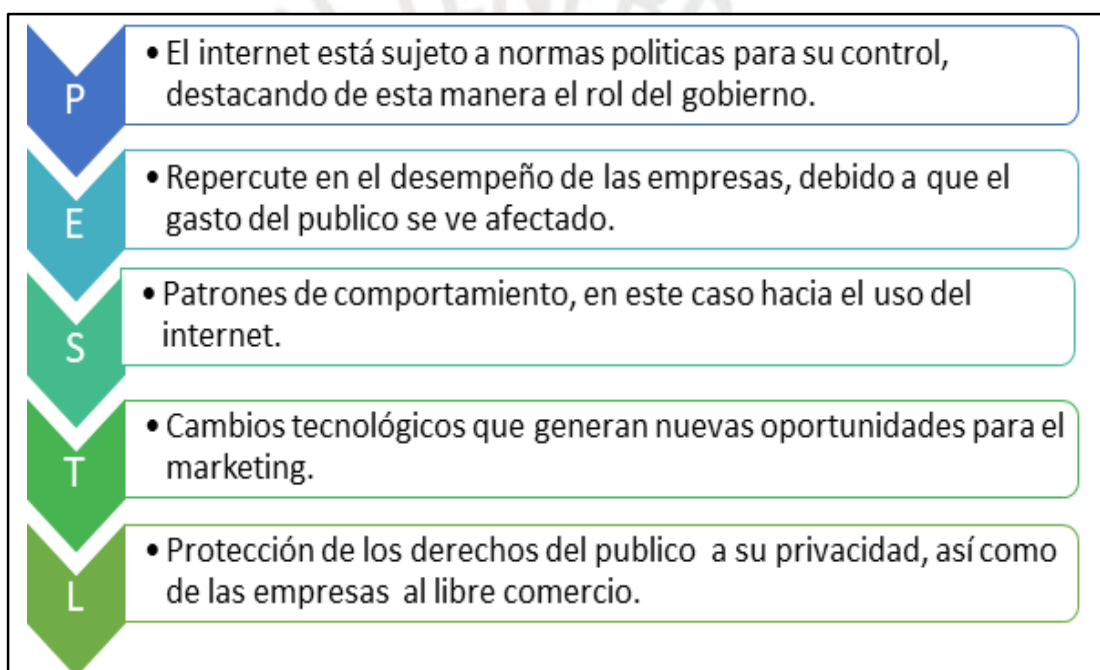 P
• El internet está sujeto a normas politicas para su control,
destacando de esta manera el rol del gobierno.
E
• Repercute en el desempeño de las empresas, debido a que el
gasto del publico se ve afectado.
S
• Patrones de comportamiento, en este caso hacia el uso del
internet.
T
• Cambios tecnológicos que generan nuevas oportunidades para el
marketing.
L
• Protección de los derechos del publico a su privacidad, así como
de las empresas al libre comercio.